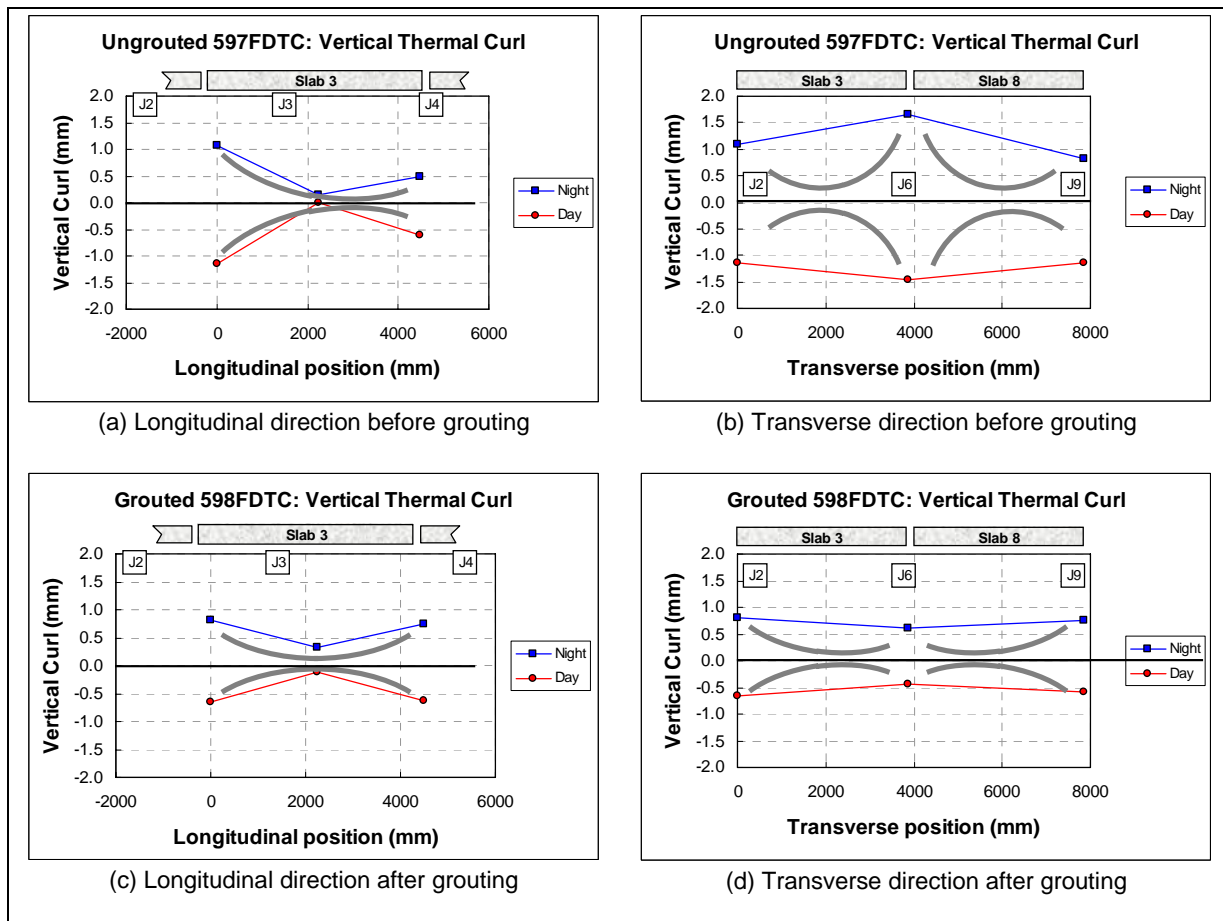 Ungrouted 597FDTC: Vertical Thermal Curl
Slab 3
J2
J3
J4
2.0
1.5
1.0
0.5
0.0
-0.5
-1.0
-1.5
-2.0
Vertical Curl (mm)
-2000
0
2000
4000
6000
Longitudinal position (mm)
Night
Day
(a) Longitudinal direction before grouting
Ungrouted 597FDTC: Vertical Thermal Curl
Slab 3
Slab 8
2.0
1.5
1.0
0.5
0.0
-0.5
-1.0
-1.5
-2.0
Vertical Curl (mm)
J2
J6
J9
0
2000
4000
6000
8000
Transverse position (mm)
Night
Day
(b) Transverse direction before grouting
Grouted 598FDTC: Vertical Thermal Curl
Slab 3
J2
J3
J4
2.0
1.5
1.0
0.5
0.0
-0.5
-1.0
-1.5
-2.0
Vertical Curl (mm)
-2000
0
2000
4000
6000
Longitudinal position (mm)
Night
Day
(c) Longitudinal direction after grouting
Grouted 598FDTC: Vertical Thermal Curl
Slab 3
Slab 8
2.0
1.5
1.0
0.5
0.0
-0.5
-1.0
-1.5
-2.0
Vertical Curl (mm)
J2
J6
J9
0
2000
4000
6000
8000
Transverse position (mm)
Night
Day
(d) Transverse direction after grouting